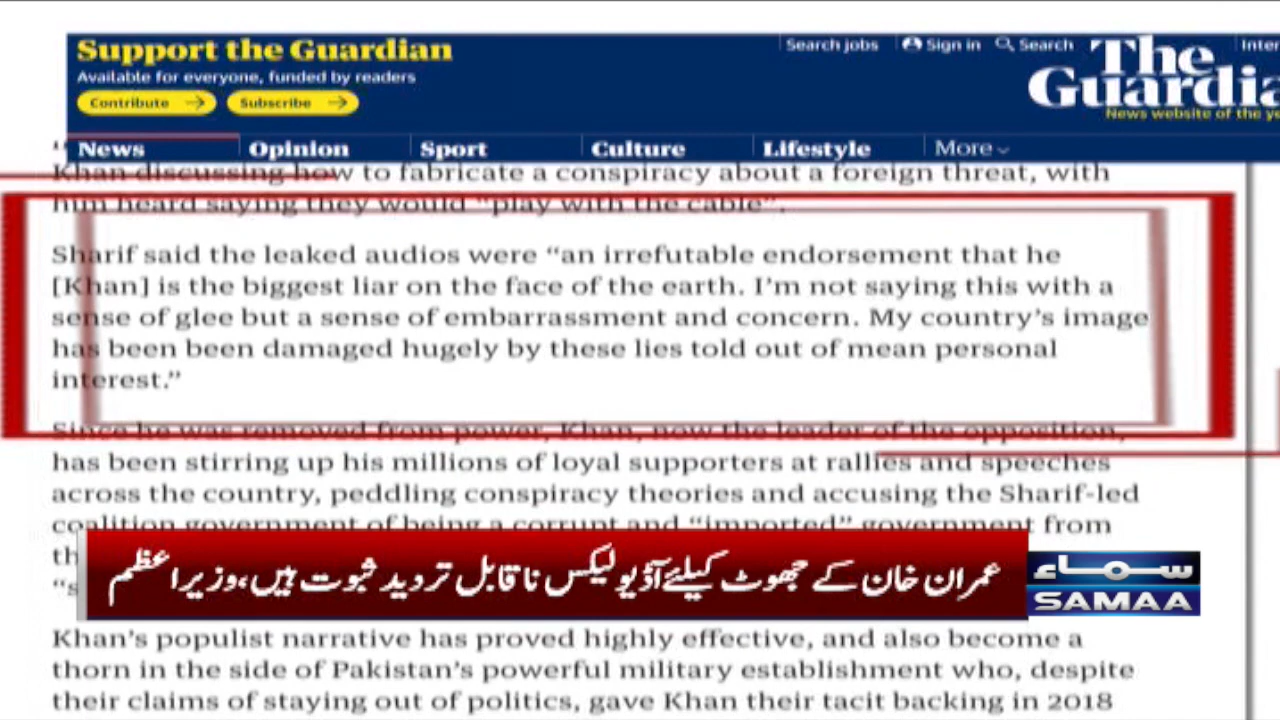 Support the Guardian
Available for everyone, funded by readers
Contribute → Subscribe →
Search jobs Sign in Search
The
Guardia
News website of the ye
Inter
News Opinion Sport Culture Lifestyle More
Khan discussing how to fabricate a conspiracy about a foreign threat, with
him heard saying they would “play with the cable”.
Sharif said the leaked audios were “an irrefutable endorsement that he
[Khan] is the biggest liar on the face of the earth. I’m not saying this with a
sense of glee but a sense of embarrassment and concern. My country’s image
has been been damaged hugely by these lies told out of mean personal
interest.”
Since he was removed from power, Khan, now the leader of the opposition,
has been stirring up his millions of loyal supporters at rallies and speeches
across the country, peddling conspiracy theories and accusing the Sharif-led
coalition government of being a corrupt and “imported” government from
th
“s
عمران خان کے جھوٹ کیلئے آڈیو لیکس ناقابل تردید ثبوت ہیں، وزیراعظم
سماء
SAMAA
Khan’s populist narrative has proved highly effective, and also become a
thorn in the side of Pakistan’s powerful military establishment who, despite
their claims of staying out of politics, gave Khan their tacit backing in 2018